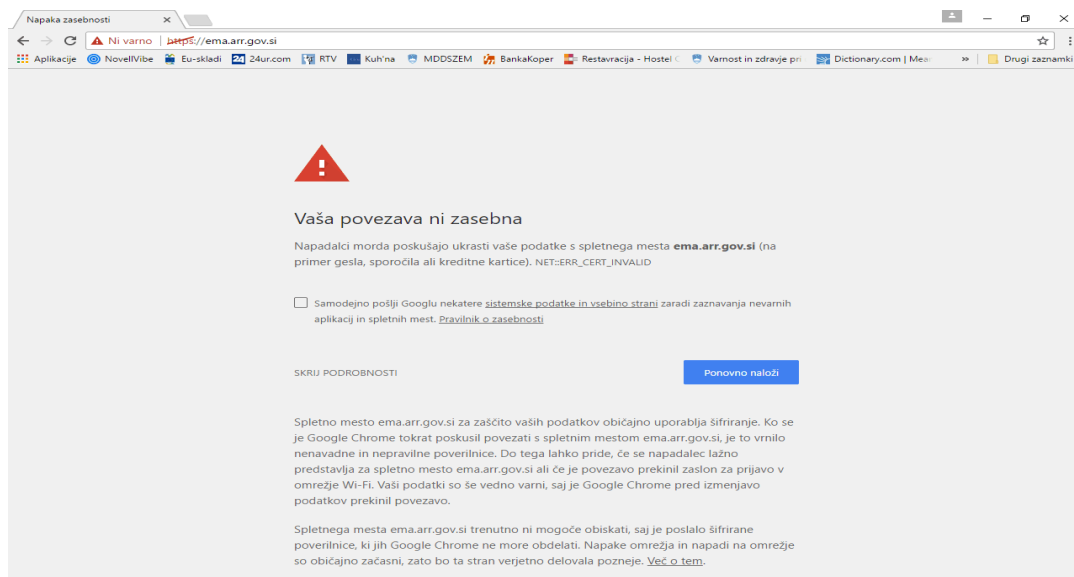 Napaka zasebnosti
Ni varno | https://ema.arr.gov.si
Aplikacije NovellVibe Eu-skladi 24ur.com RTV Kuh'na MDDSZEM BankaKoper Restavracija - Hostel Varnost in zdravje pri Dictionary.com | Mea » Drugi zaznamki
Vaša povezava ni zasebna
Napadalci morda poskušajo ukrasti vaše podatke s spletnega mesta ema.arr.gov.si (na
primer gesla, sporočila ali kreditne kartice). NET::ERR_CERT_INVALID
Samodejno pošlji Googlu nekatere sistemske podatke in vsebino strani zaradi zaznavanja nevarnih
aplikacij in spletnih mest. Pravilnik o zasebnosti
SKRIJ PODROBNOSTI
Ponovno naloži
Spletno mesto ema.arr.gov.si za zaščito vaših podatkov običajno uporablja šifriranje. Ko se
je Google Chrome tokrat poskusil povezati s spletnim mestom ema.arr.gov.si, je to vrnilo
nenavadne in nepravilne poverilnice. Do tega lahko pride, če se napadalec lažno
predstavlja za spletno mesto ema.arr.gov.si ali če je povezavo prekinil zaslon za prijavo v
omrežje Wi-Fi. Vaši podatki so še vedno varni, saj je Google Chrome pred izmenjavo
podatkov prekinil povezavo.
Spletnega mesta ema.arr.gov.si trenutno ni mogoče obiskati, saj je poslalo šifrirane
poverilnice, ki jih Google Chrome ne more obdelati. Napake omrežja in napadi na omrežje
so običajno začasni, zato bo ta stran verjetno delovala pozneje. Več o tem.